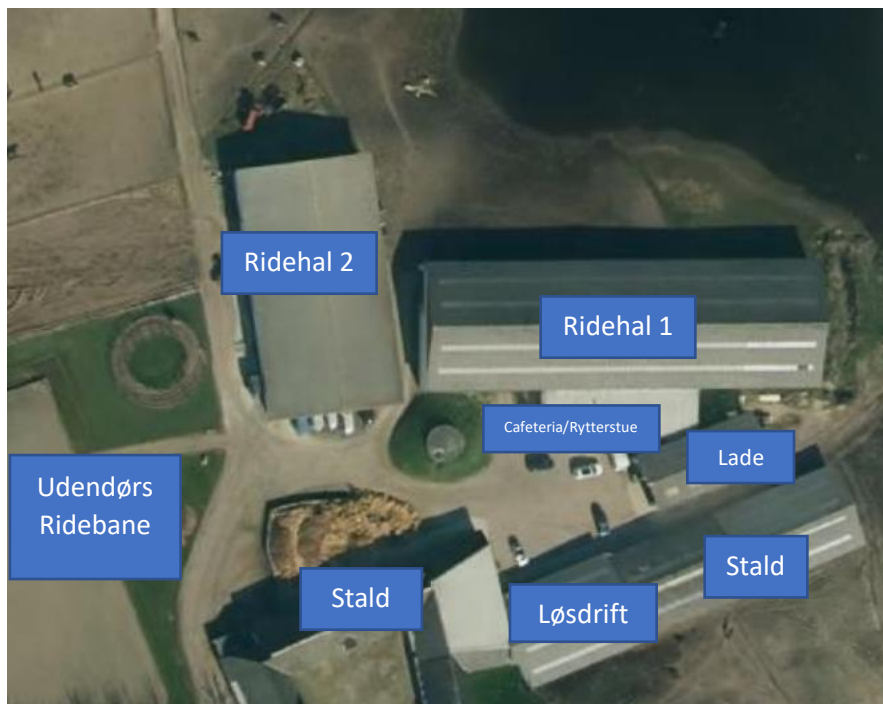 Ridehal 2
Ridehal 1
Cafeteria/Rytterstue
Lade
Udendørs
Ridebane
Stald
Løsdrift
Stald